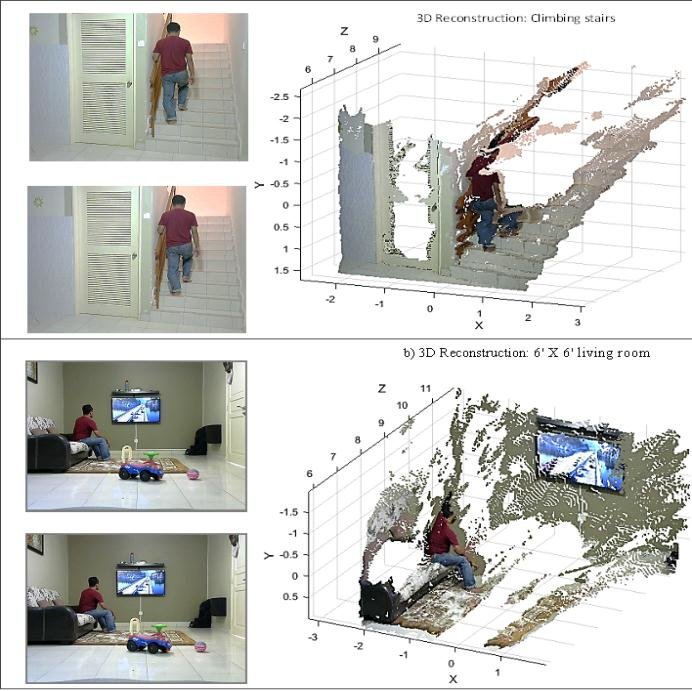 3D Reconstruction: Climbing stairs
Z
6 7 8 9
-2.5
-2
-1.5
-1
-0.5
Y
0
0.5
1
1.5
-2 -1 0 1 2 3
X
b) 3D Reconstruction: 6' X 6' living room
Z
6 7 8 9 10 11
-1.5
-1
-0.5
Y
0
0.5
-3 -2 -1 0 1
X